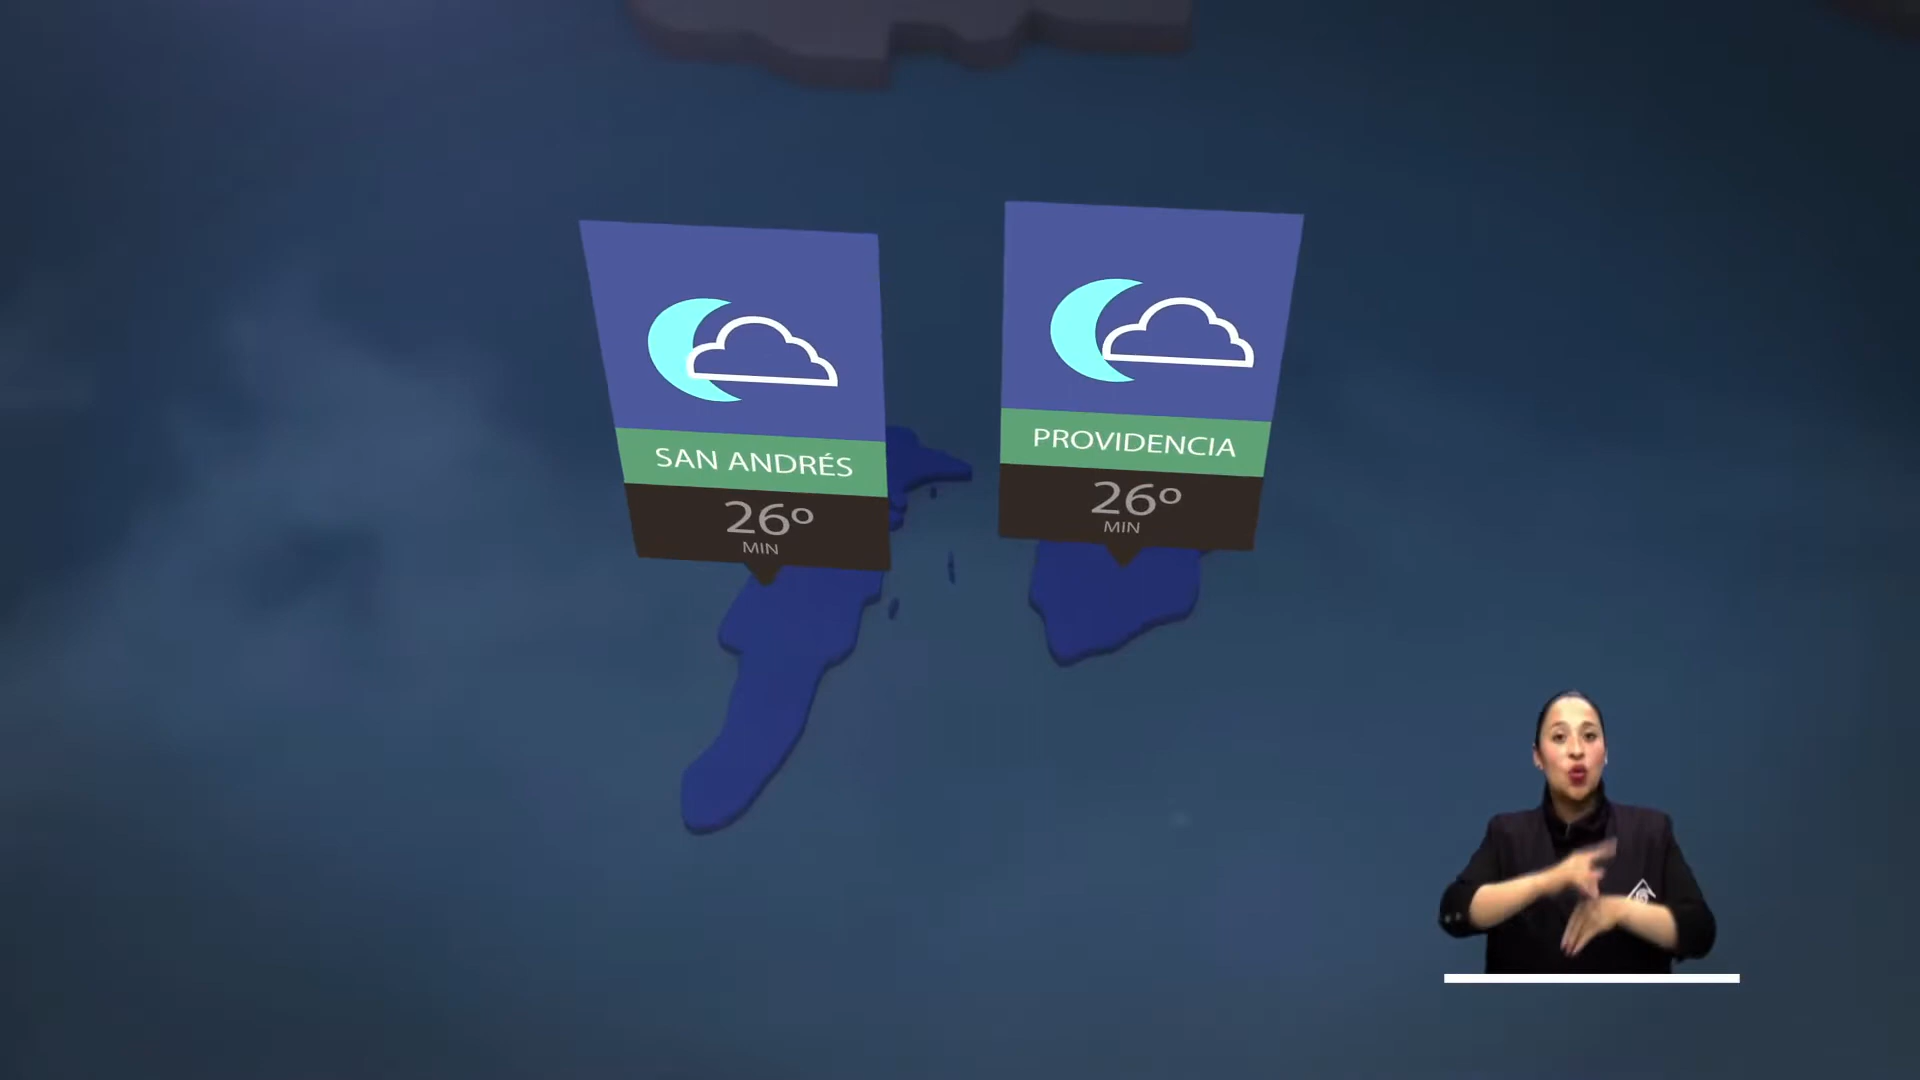 SAN ANDRÉS
26º
MIN
PROVIDENCIA
26º
MIN